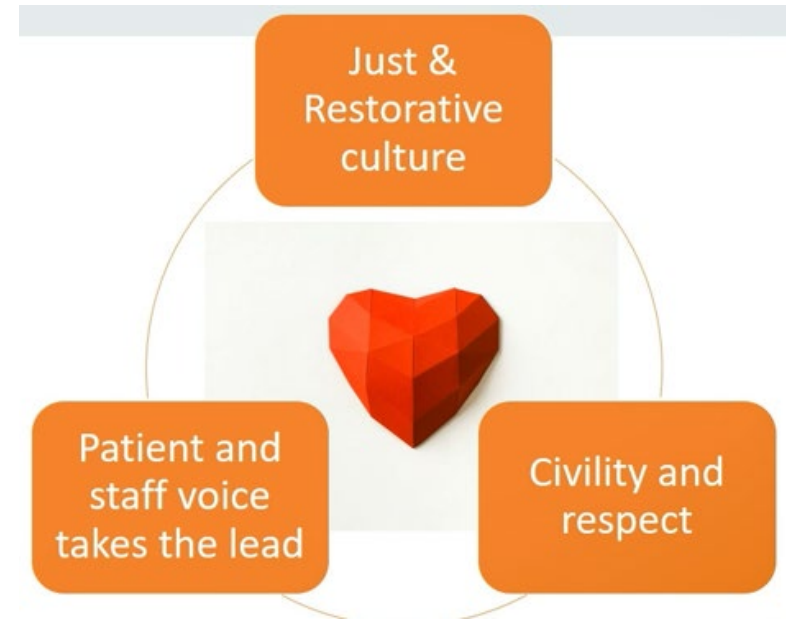 Just &
Restorative
culture
Patient and
staff voice
takes the lead
Civility and
respect